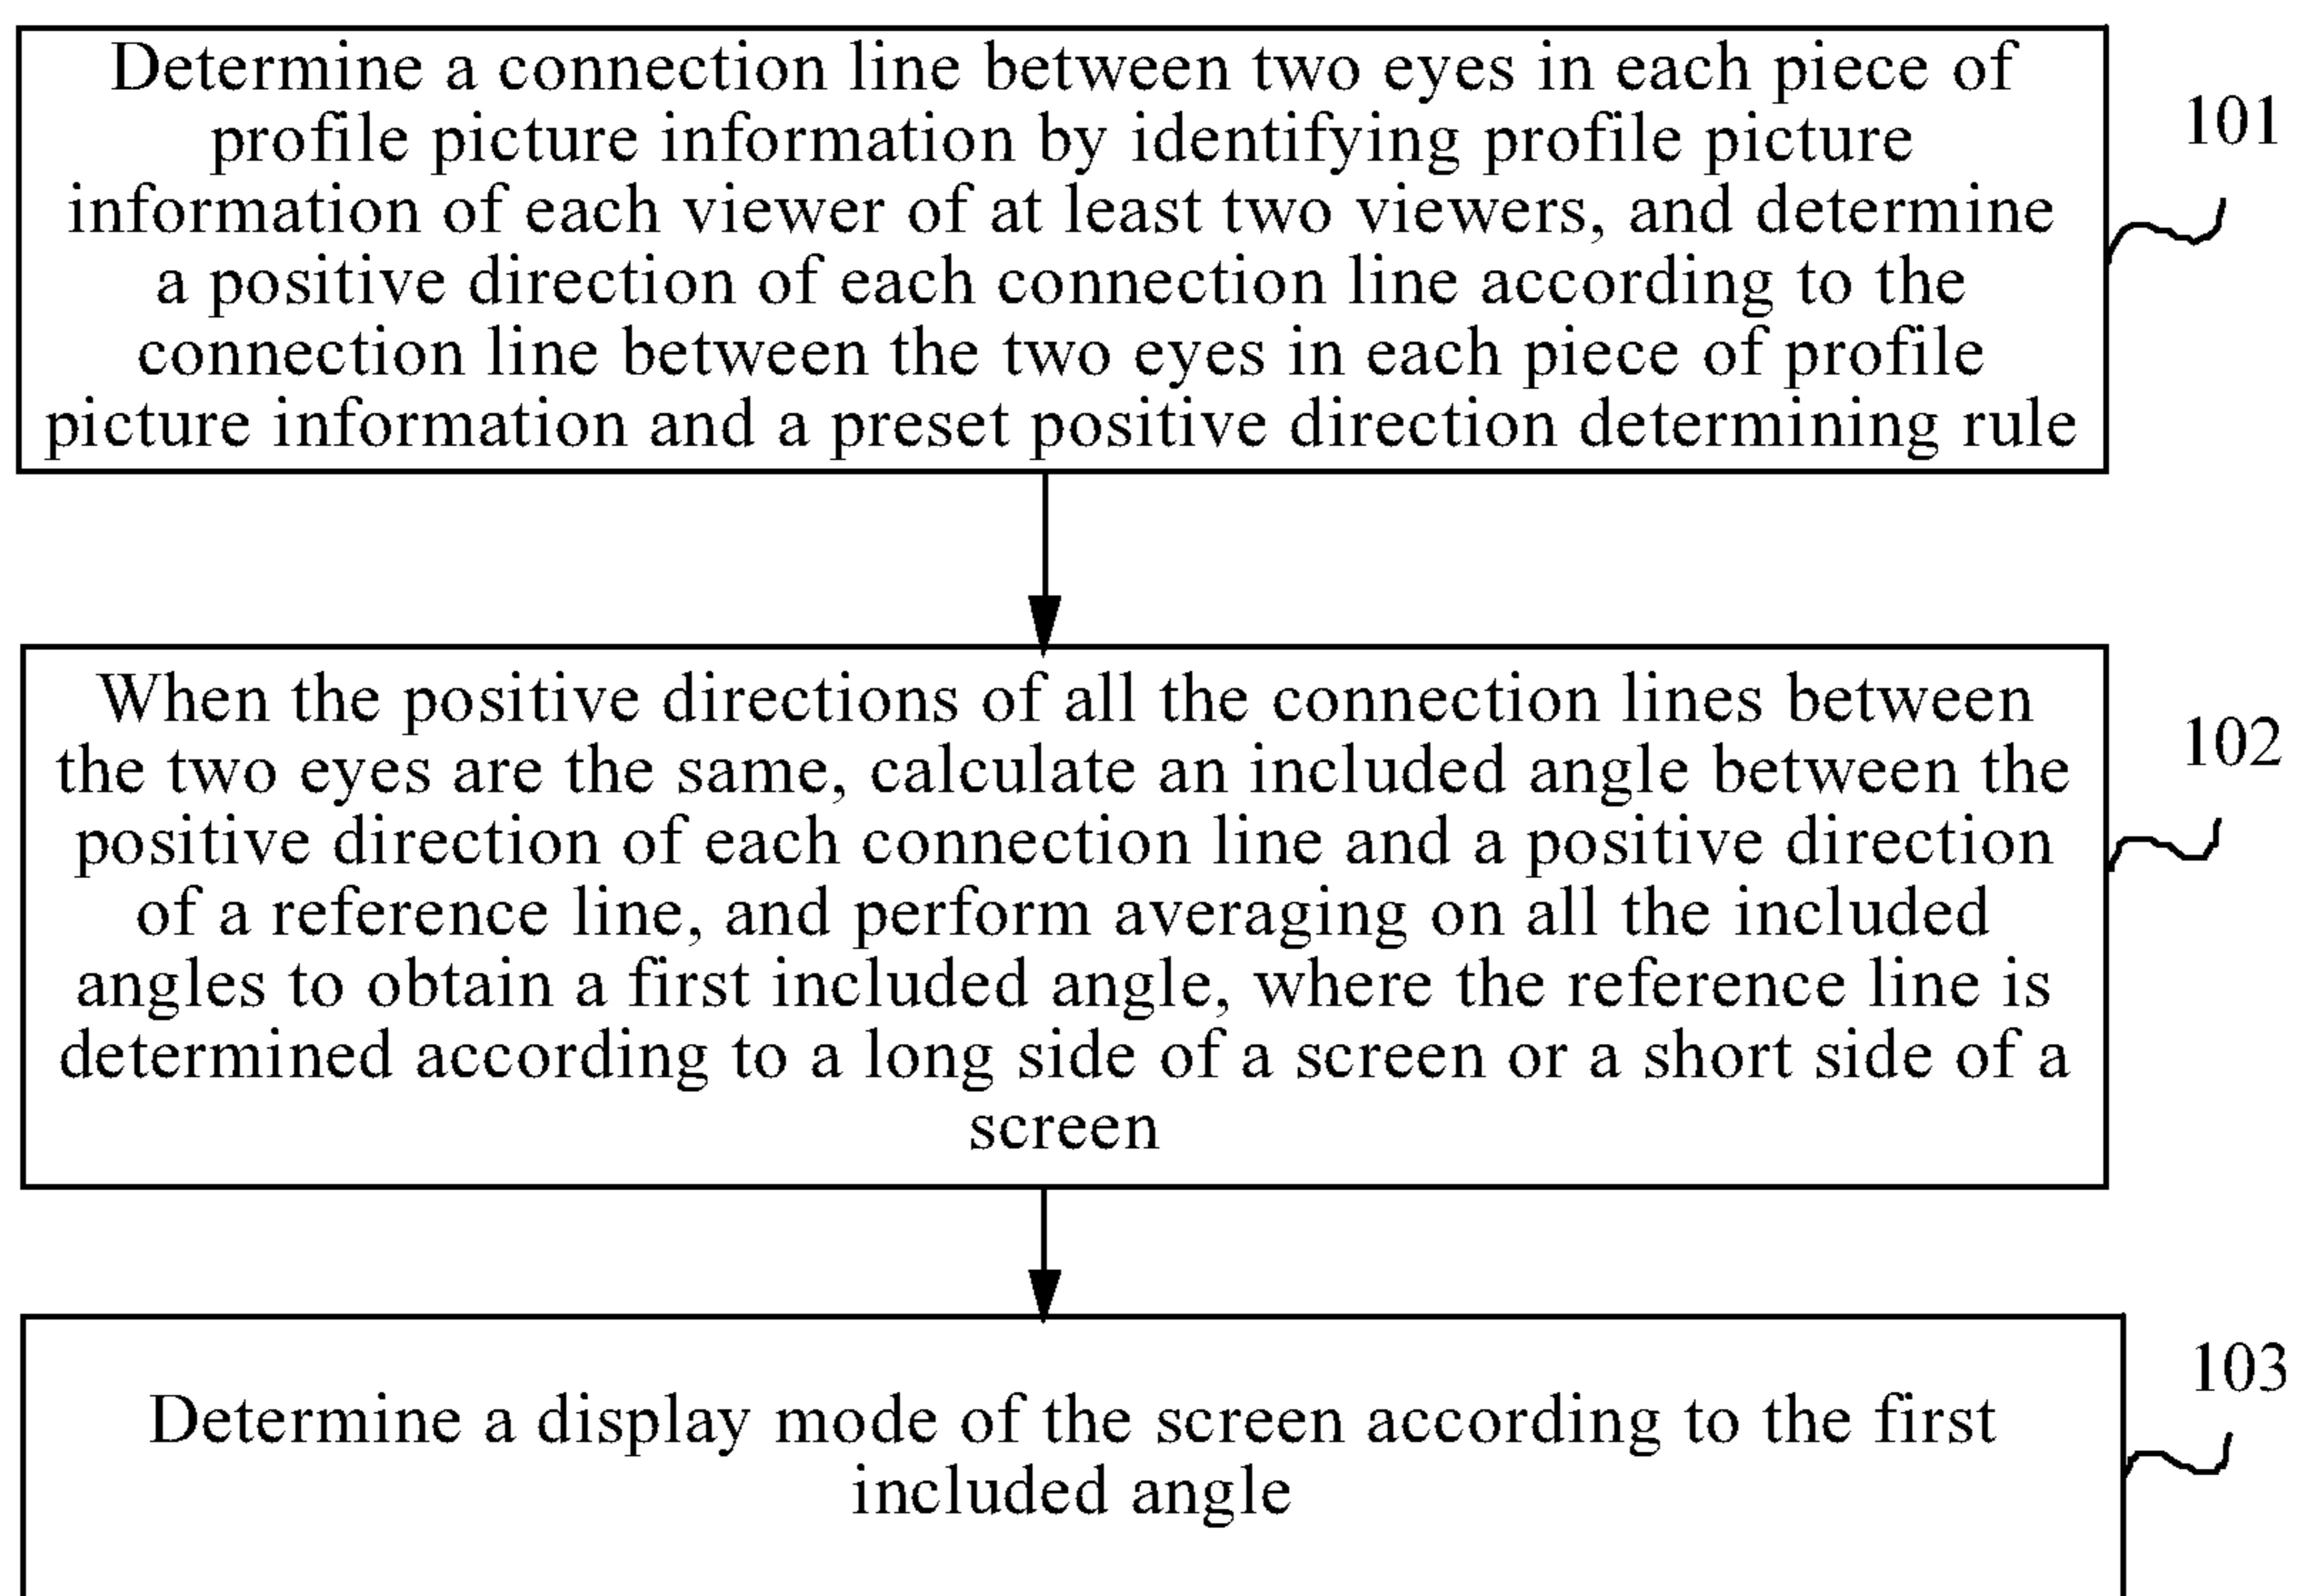 Determine a connection line between two eyes in each piece of
profile picture information by identifying profile picture
information of each viewer of at least two viewers, and determine
a positive direction of each connection line according to the
connection line between the two eyes in each piece of profile
picture information and a preset positive direction determining rule
101
When the positive directions of all the connection lines between
the two eyes are the same, calculate an included angle between the
positive direction of each connection line and a positive direction
of a reference line, and perform averaging on all the included
angles to obtain a first included angle, where the reference line is
determined according to a long side of a screen or a short side of a
screen
102
Determine a display mode of the screen according to the first
included angle
103